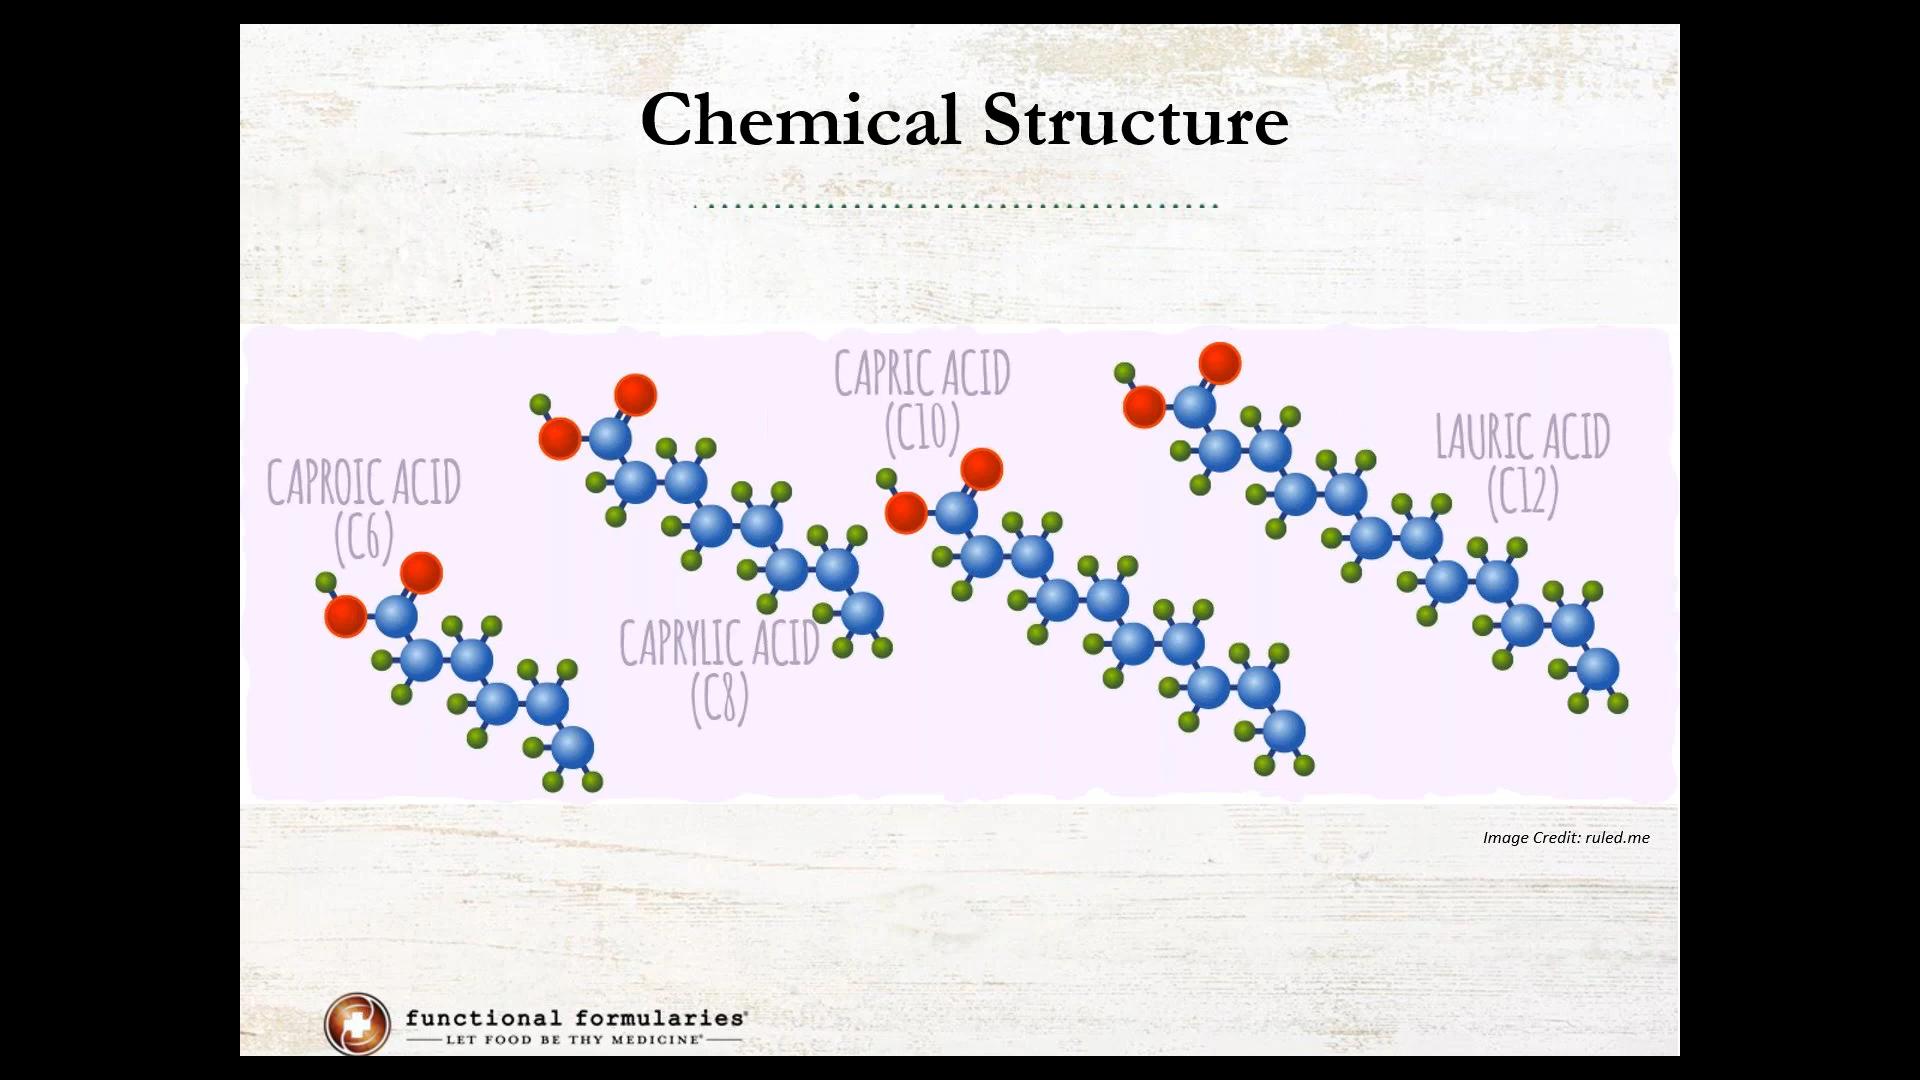 Chemical Structure
CAPROIC ACID
(C6)
CAPRYLIC ACID
(C8)
CAPRIC ACID
(C10)
LAURIC ACID
(C12)
Image Credit: ruled.me
functional formularies®
LET FOOD BE THY MEDICINE®